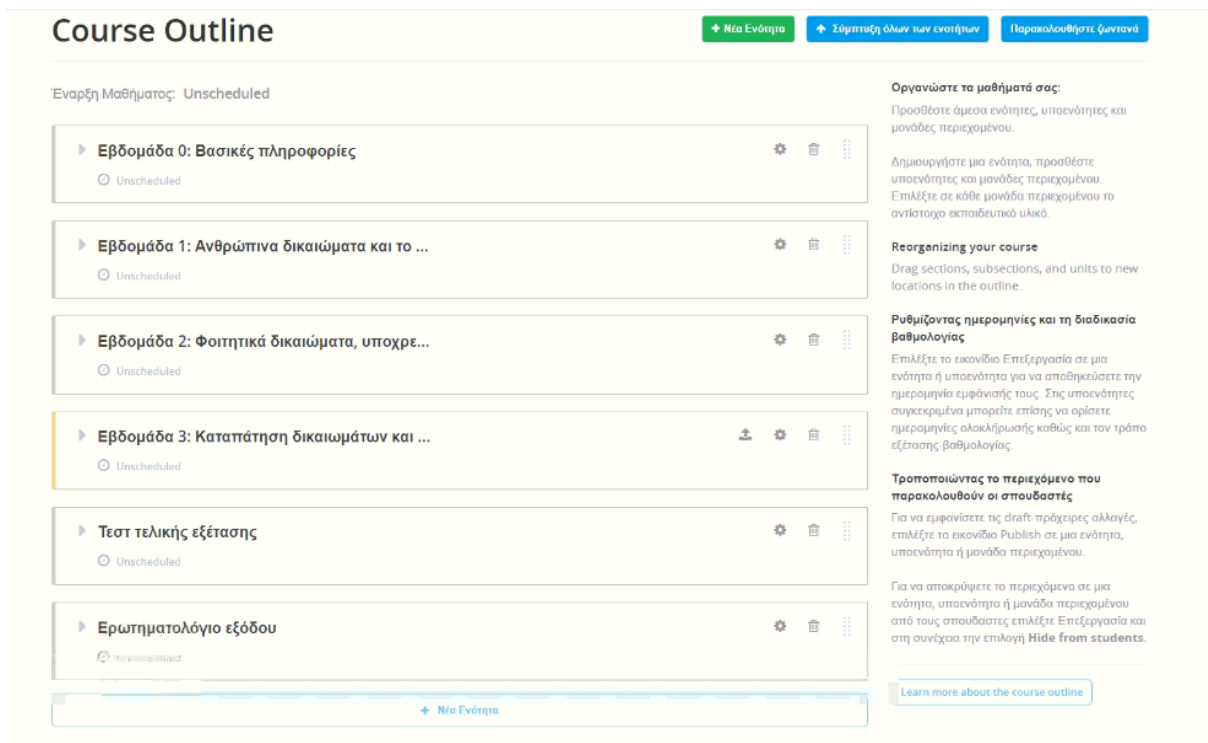 Course Outline
+ Νέα Ενότητα
Σύμπτυξη όλων των ενοτήτων
Παρακολουθήστε ζωντανά
Έναρξη Μαθήματος: Unscheduled
Εβδομάδα 0: Βασικές πληροφορίες
Unscheduled
Εβδομάδα 1: Ανθρώπινα δικαιώματα και το ...
Unscheduled
Εβδομάδα 2: Φοιτητικά δικαιώματα, υποχρε...
Unscheduled
Εβδομάδα 3: Καταπάτηση δικαιωμάτων και ...
Unscheduled
Τεστ τελικής εξέτασης
Unscheduled
Ερωτηματολόγιο εξόδου
+ Νέα Ενότητα
Οργανώστε τα μαθήματά σας:
Προσθέστε άμεσα ενότητες, υποενότητες και
μονάδες περιεχομένου.
Δημιουργήστε μια ενότητα, προσθέστε
υποενότητες και μονάδες περιεχομένου.
Επιλέξτε σε κάθε μονάδα περιεχομένου το
αντίστοιχο εκπαιδευτικό υλικό.
Reorganizing your course
Drag sections, subsections, and units to new
locations in the outline.
Ρυθμίζοντας ημερομηνίες και τη διαδικασία
βαθμολογίας
Επιλέξτε το εικονίδιο Επεξεργασία σε μια
ενότητα ή υποενότητα για να αποθηκεύσετε την
ημερομηνία εμφάνισής τους. Στις υποενότητες
συγκεκριμένα μπορείτε επίσης να ορίσετε
ημερομηνίες ολοκλήρωσής καθώς και τον τρόπο
εξέτασης-βαθμολογίας.
Τροποποιώντας το περιεχόμενο που
παρακολουθούν οι σπουδαστές
Για να εμφανίσετε τις draft-πρόχειρες αλλαγές,
επιλέξτε το εικονίδιο Publish σε μια ενότητα,
υποενότητα ή μονάδα περιεχομένου.
Για να αποκρύψετε το περιεχόμενο σε μια
ενότητα, υποενότητα ή μονάδα περιεχομένου
από τους σπουδαστες επιλέξτε Επεξεργασία και
στη συνέχεια την επιλογή Hide from students.
Learn more about the course outline